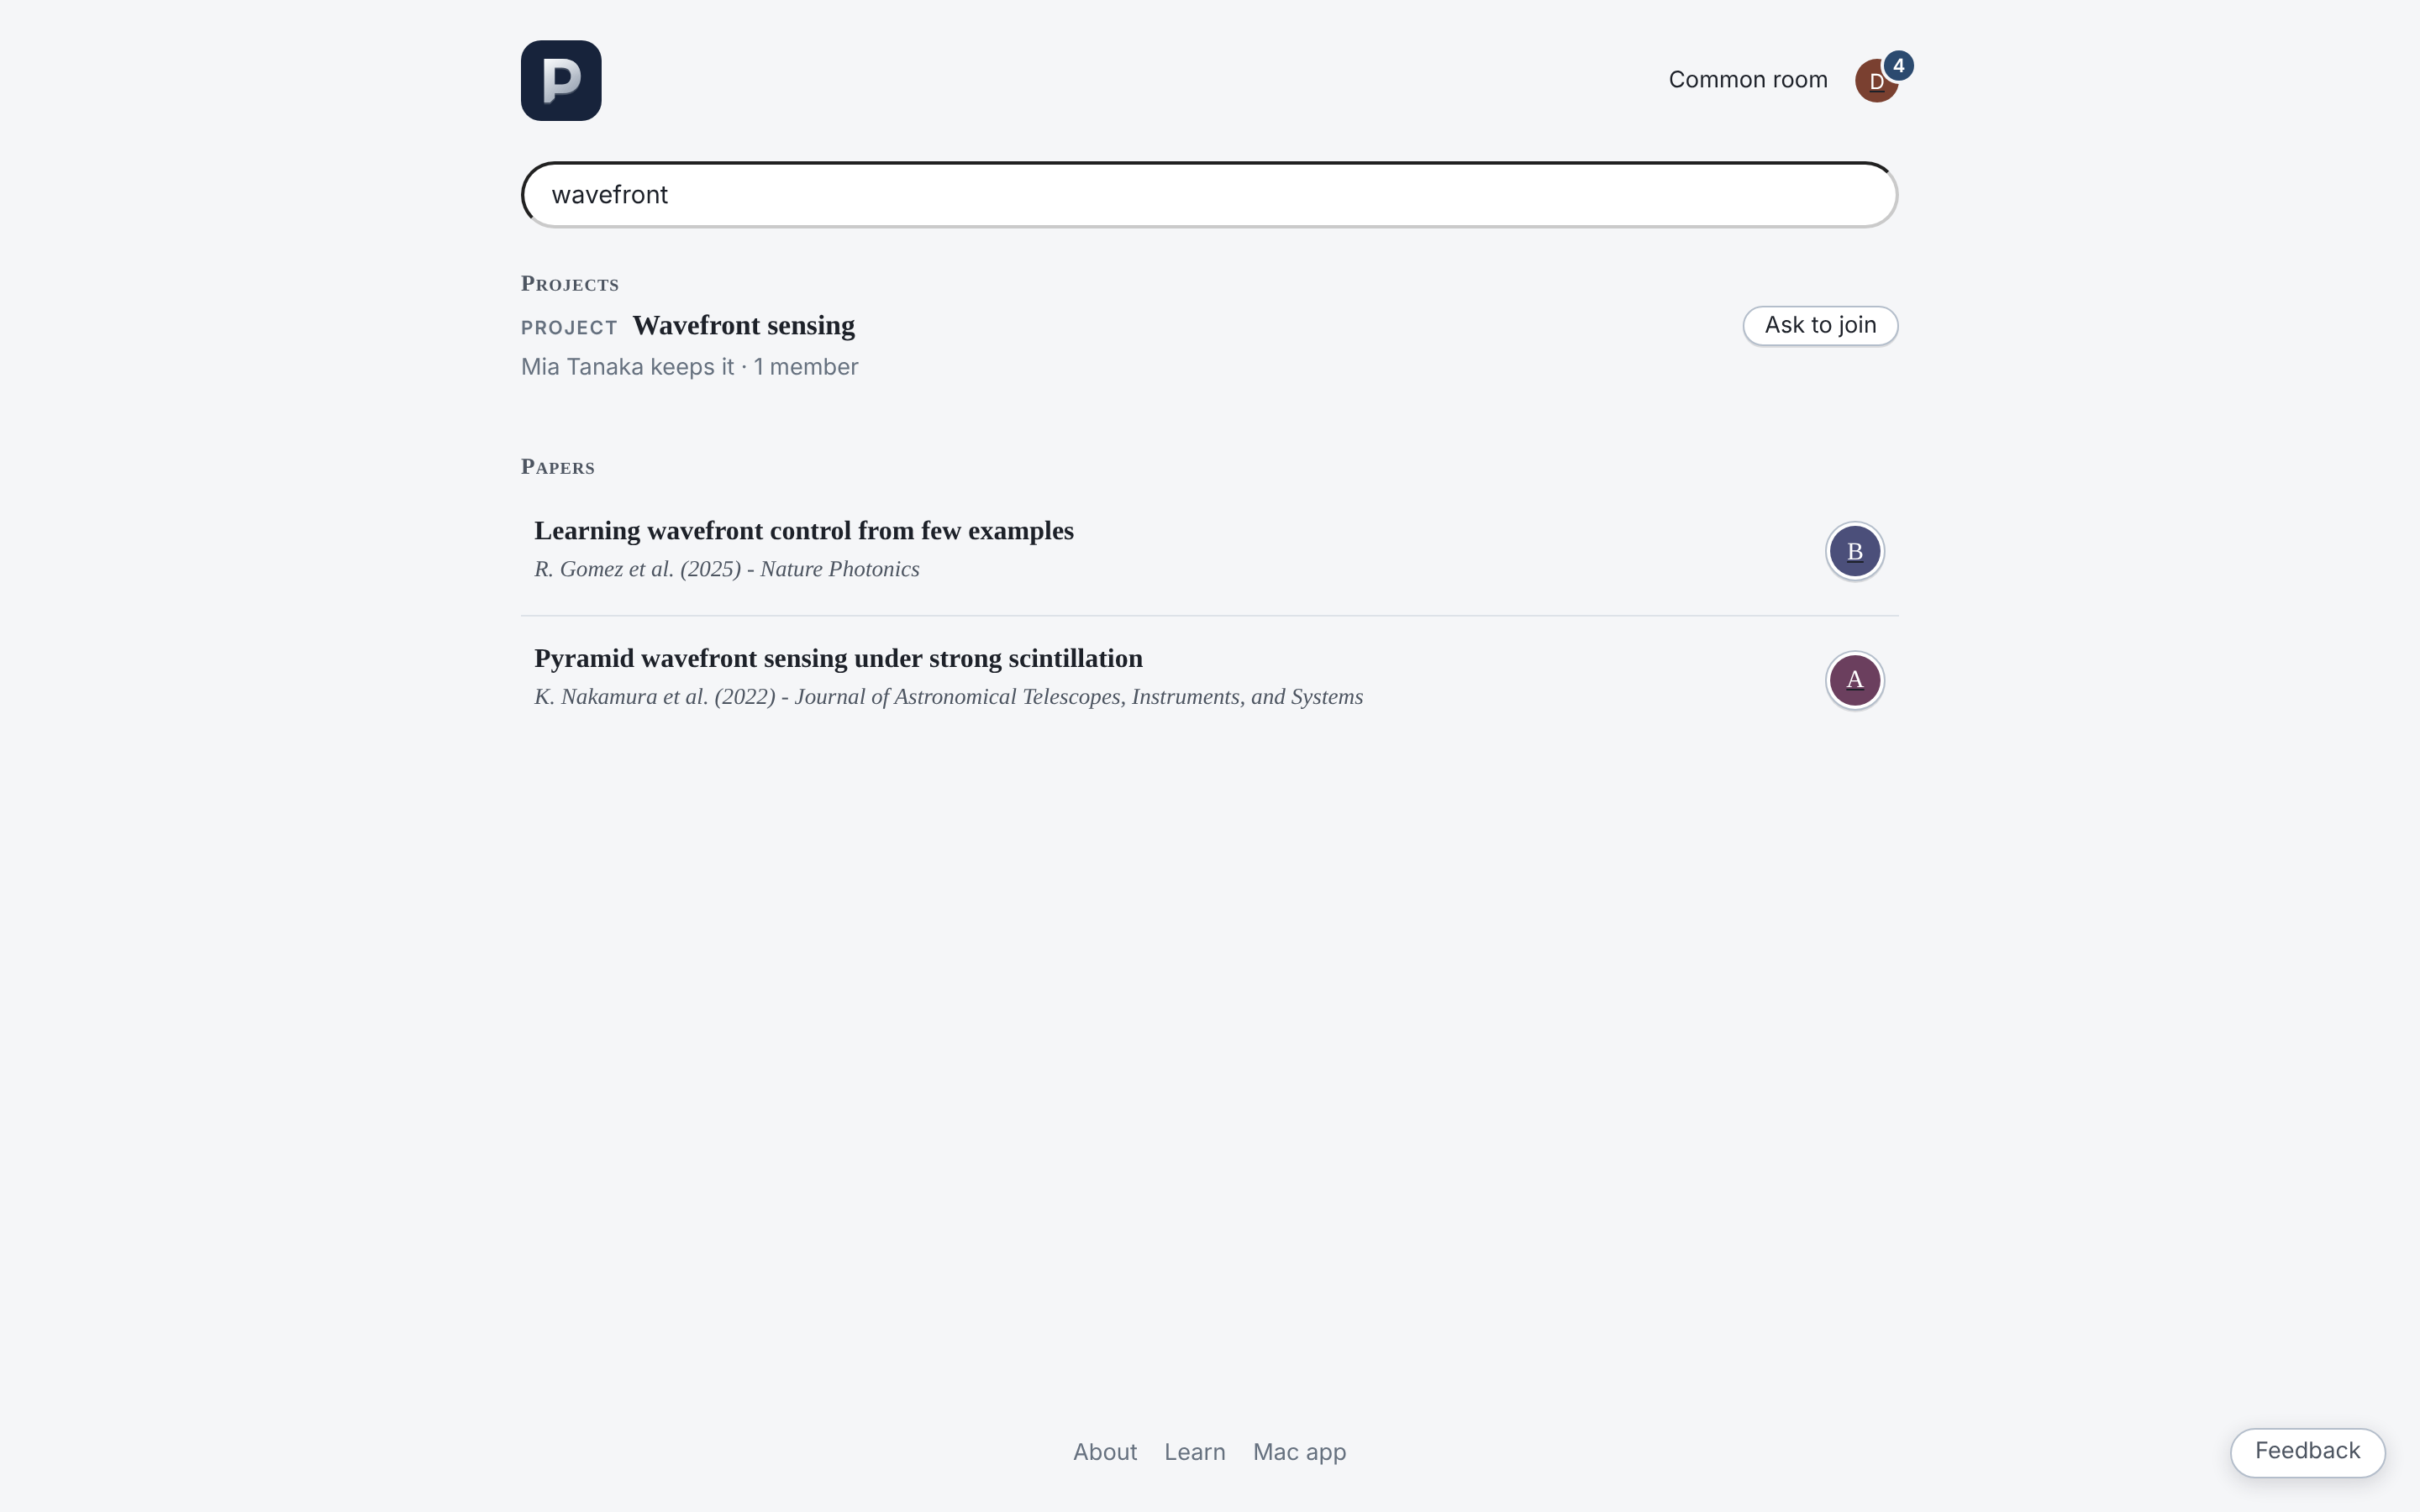 P
Common room
D
4
wavefront
PROJECTS
PROJECT Wavefront sensing
Ask to join
Mia Tanaka keeps it · 1 member
PAPERS
Learning wavefront control from few examples
R. Gomez et al. (2025) - Nature Photonics
B
Pyramid wavefront sensing under strong scintillation
K. Nakamura et al. (2022) - Journal of Astronomical Telescopes, Instruments, and Systems
A
About Learn Mac app
Feedback